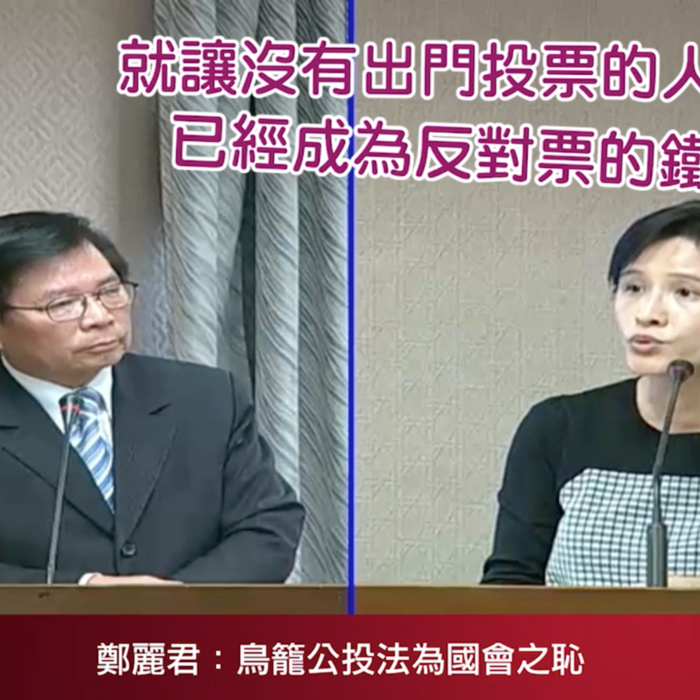 就讓沒有出門投票的人
已經成為反對票的鐵
鄭麗君：鳥籠公投法為國會之恥